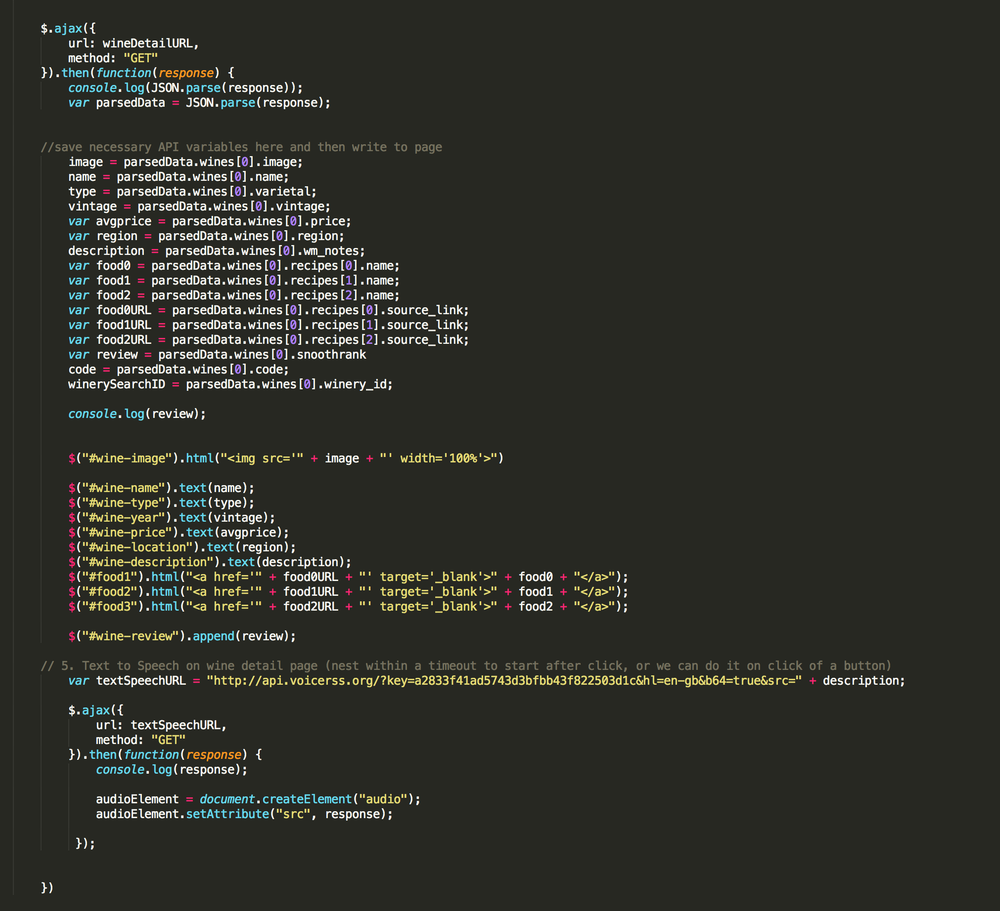 $.ajax({
    url: wineDetailURL,
    method: "GET"
}).then(function(response) {
    console.log(JSON.parse(response));
    var parsedData = JSON.parse(response);
//save necessary API variables here and then write to page
    image = parsedData.wines[0].image;
    name = parsedData.wines[0].name;
    type = parsedData.wines[0].varietal;
    vintage = parsedData.wines[0].vintage;
    var avgprice = parsedData.wines[0].price;
    var region = parsedData.wines[0].region;
    description = parsedData.wines[0].wm_notes;
    var food0 = parsedData.wines[0].recipes[0].name;
    var food1 = parsedData.wines[0].recipes[1].name;
    var food2 = parsedData.wines[0].recipes[2].name;
    var food0URL = parsedData.wines[0].recipes[0].source_link;
    var food1URL = parsedData.wines[0].recipes[1].source_link;
    var food2URL = parsedData.wines[0].recipes[2].source_link;
    var review = parsedData.wines[0].snoothrank
    code = parsedData.wines[0].code;
    winerySearchID = parsedData.wines[0].winery_id;
    console.log(review);
    $("#wine-image").html("<img src='" + image + "' width='100%'>")
    $("#wine-name").text(name);
    $("#wine-type").text(type);
    $("#wine-year").text(vintage);
    $("#wine-price").text(avgprice);
    $("#wine-location").text(region);
    $("#wine-description").text(description);
    $("#food1").html("<a href='" + food0URL + "' target='_blank'>" + food0 + "</a>");
    $("#food2").html("<a href='" + food1URL + "' target='_blank'>" + food1 + "</a>");
    $("#food3").html("<a href='" + food2URL + "' target='_blank'>" + food2 + "</a>");
    $("#wine-review").append(review);
// 5. Text to Speech on wine detail page (nest within a timeout to start after click, or we can do it on click of a button)
    var textSpeechURL = "http://api.voicerss.org/?key=a2833f41ad5743d3bfbb43f822503d1c&hl=en-gb&b64=true&src=" + description;
    $.ajax({
        url: textSpeechURL,
        method: "GET"
    }).then(function(response) {
        console.log(response);
        audioElement = document.createElement("audio");
        audioElement.setAttribute("src", response);
     });
})